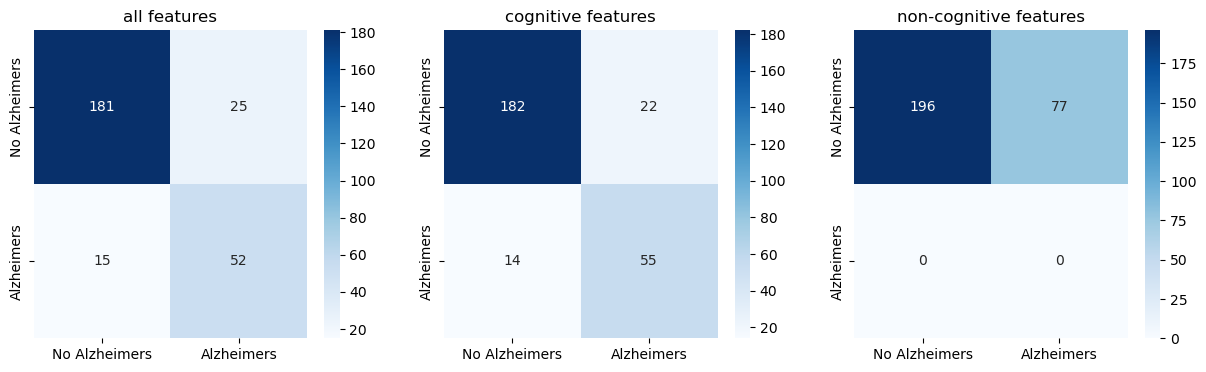 all features
No Alzheimers
Alzheimers
181
25
15
52
No Alzheimers
Alzheimers
180
160
140
120
100
80
60
40
20
cognitive features
No Alzheimers
Alzheimers
182
22
14
55
No Alzheimers
Alzheimers
180
160
140
120
100
80
60
40
20
non-cognitive features
No Alzheimers
Alzheimers
196
77
0
0
No Alzheimers
Alzheimers
175
150
125
100
75
50
25
0